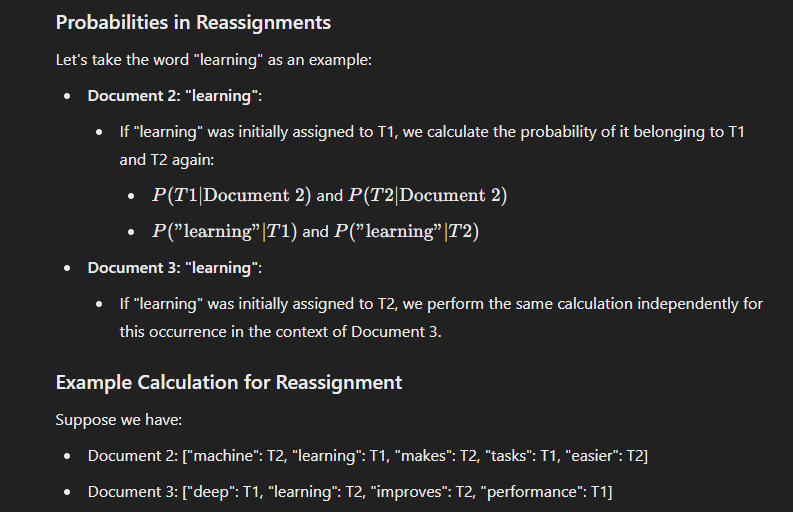 Probabilities in Reassignments
Let's take the word "learning" as an example:
• Document 2: "learning":
• If "learning" was initially assigned to T1, we calculate the probability of it belonging to T1
and T2 again:
• P(T1|Document 2) and P(T2|Document 2)
• P(”learning”|T1) and P(”learning”|T2)
• Document 3: "learning":
• If "learning" was initially assigned to T2, we perform the same calculation independently for
this occurrence in the context of Document 3.
Example Calculation for Reassignment
Suppose we have:
• Document 2: ["machine": T2, "learning": T1, "makes": T2, "tasks": T1, "easier": T2]
• Document 3: ["deep": T1, "learning": T2, "improves": T2, "performance": T1]